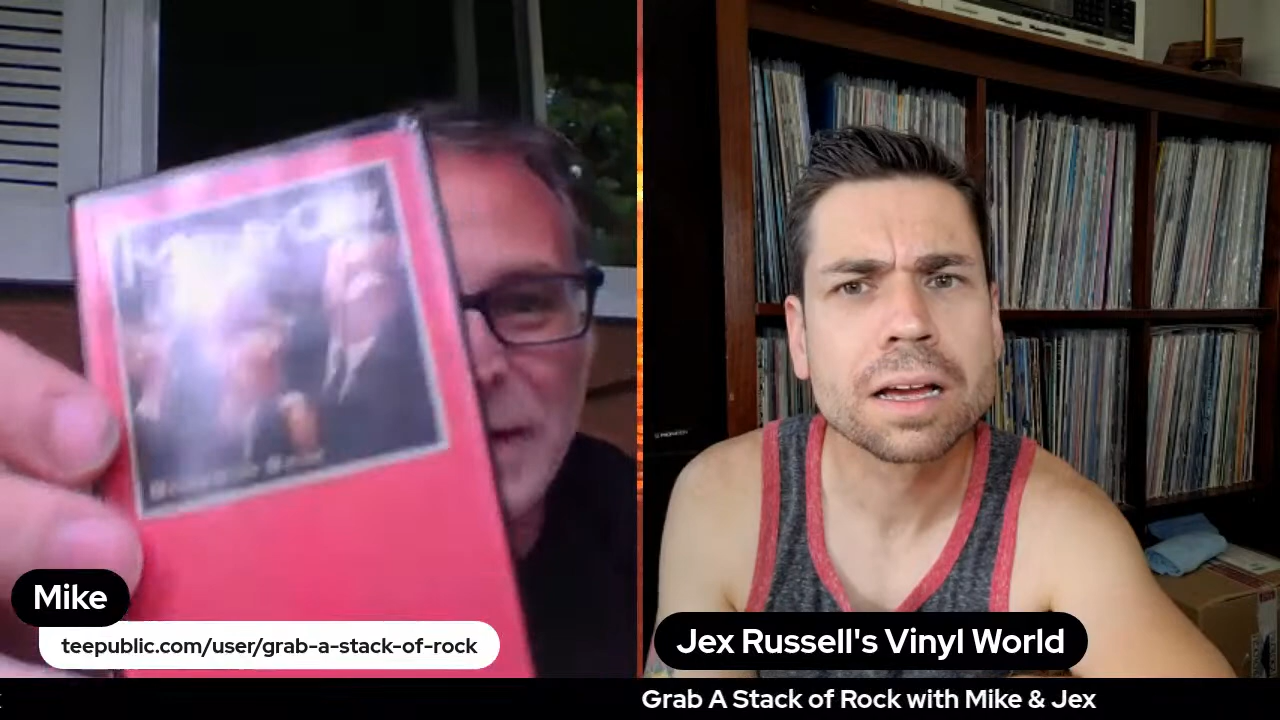 PIONEER
Mike
teepublic.com/user/grab-a-stack-of-rock
Jex Russell's Vinyl World
Grab A Stack of Rock with Mike & Jex